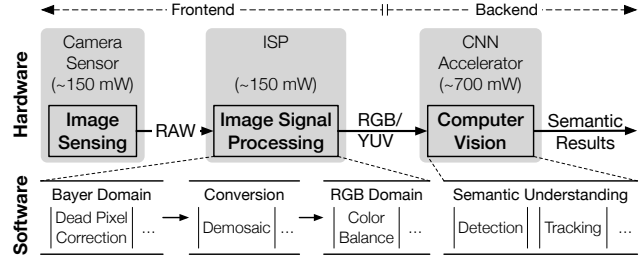 Frontend Backend
Hardware
Camera
Sensor
(~150 mW)
Image
Sensing
RAW
ISP
(~150 mW)
Image Signal
Processing
RGB/
YUV
CNN
Accelerator
(~700 mW)
Computer
Vision
Semantic
Results
Software
Bayer Domain
Dead Pixel
Correction
...
Conversion
Demosaic ...
RGB Domain
Color
Balance
...
Semantic Understanding
Detection Tracking ...